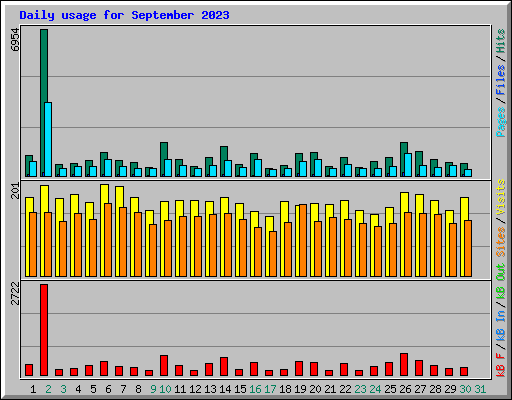 Daily usage for September 2023
6954
Pages / Files / Hits
201
Sites / Visits
2722
kB F / kB In / kB Out
1 2 3 4 5 6 7 8 9 10 11 12 13 14 15 16 17 18 19 20 21 22 23 24 25 26 27 28 29 30 31